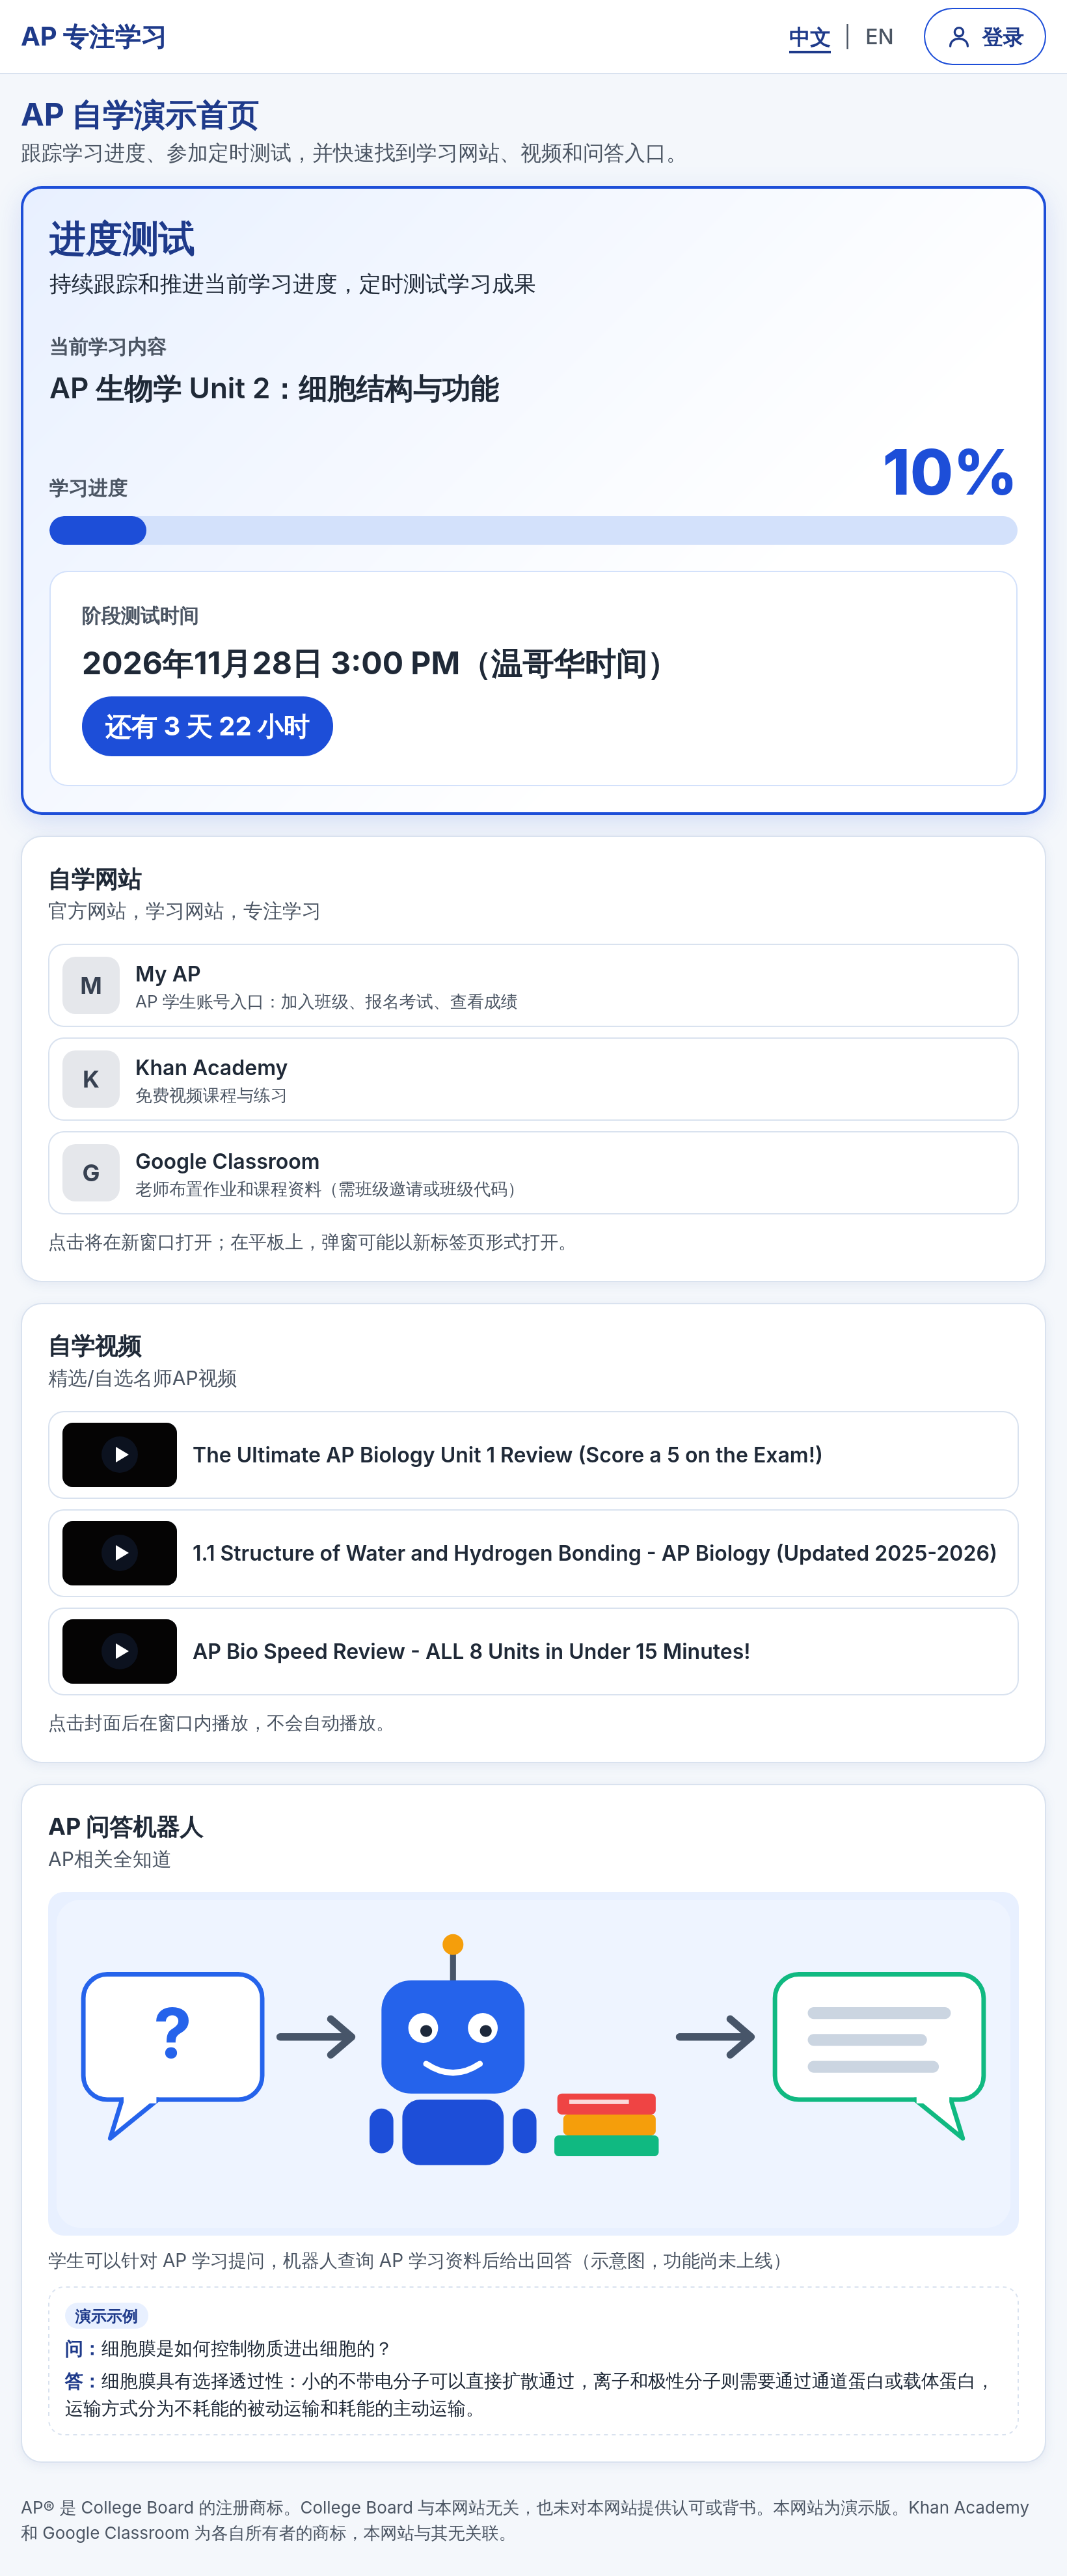 AP 专注学习
中文 | EN
登录
AP 自学演示首页
跟踪学习进度、参加定时测试，并快速找到学习网站、视频和问答入口。
进度测试
持续跟踪和推进当前学习进度，定时测试学习成果
当前学习内容
AP 生物学 Unit 2：细胞结构与功能
学习进度
10%
阶段测试时间
2026年11月28日 3:00 PM（温哥华时间）
还有 3 天 22 小时
自学网站
官方网站，学习网站，专注学习
M
My AP
AP 学生账号入口：加入班级、报名考试、查看成绩
K
Khan Academy
免费视频课程与练习
G
Google Classroom
老师布置作业和课程资料（需班级邀请或班级代码）
点击将在新窗口打开；在平板上，弹窗可能以新标签页形式打开。
自学视频
精选/自选名师AP视频
The Ultimate AP Biology Unit 1 Review (Score a 5 on the Exam!)
1.1 Structure of Water and Hydrogen Bonding - AP Biology (Updated 2025-2026)
AP Bio Speed Review - ALL 8 Units in Under 15 Minutes!
点击封面后在窗口内播放，不会自动播放。
AP 问答机器人
AP相关全知道
?
学生可以针对 AP 学习提问，机器人查询 AP 学习资料后给出回答（示意图，功能尚未上线）
演示示例
问：细胞膜是如何控制物质进出细胞的？
答：细胞膜具有选择透过性：小的不带电分子可以直接扩散通过，离子和极性分子则需要通过通道蛋白或载体蛋白，
运输方式分为不耗能的被动运输和耗能的主动运输。
AP® 是 College Board 的注册商标。College Board 与本网站无关，也未对本网站提供认可或背书。本网站为演示版。Khan Academy
和 Google Classroom 为各自所有者的商标，本网站与其无关联。